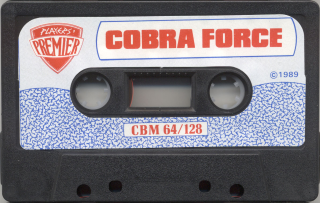 PLAYERS
PREMIER
COBRA FORCE
©1989
CBM 64/128